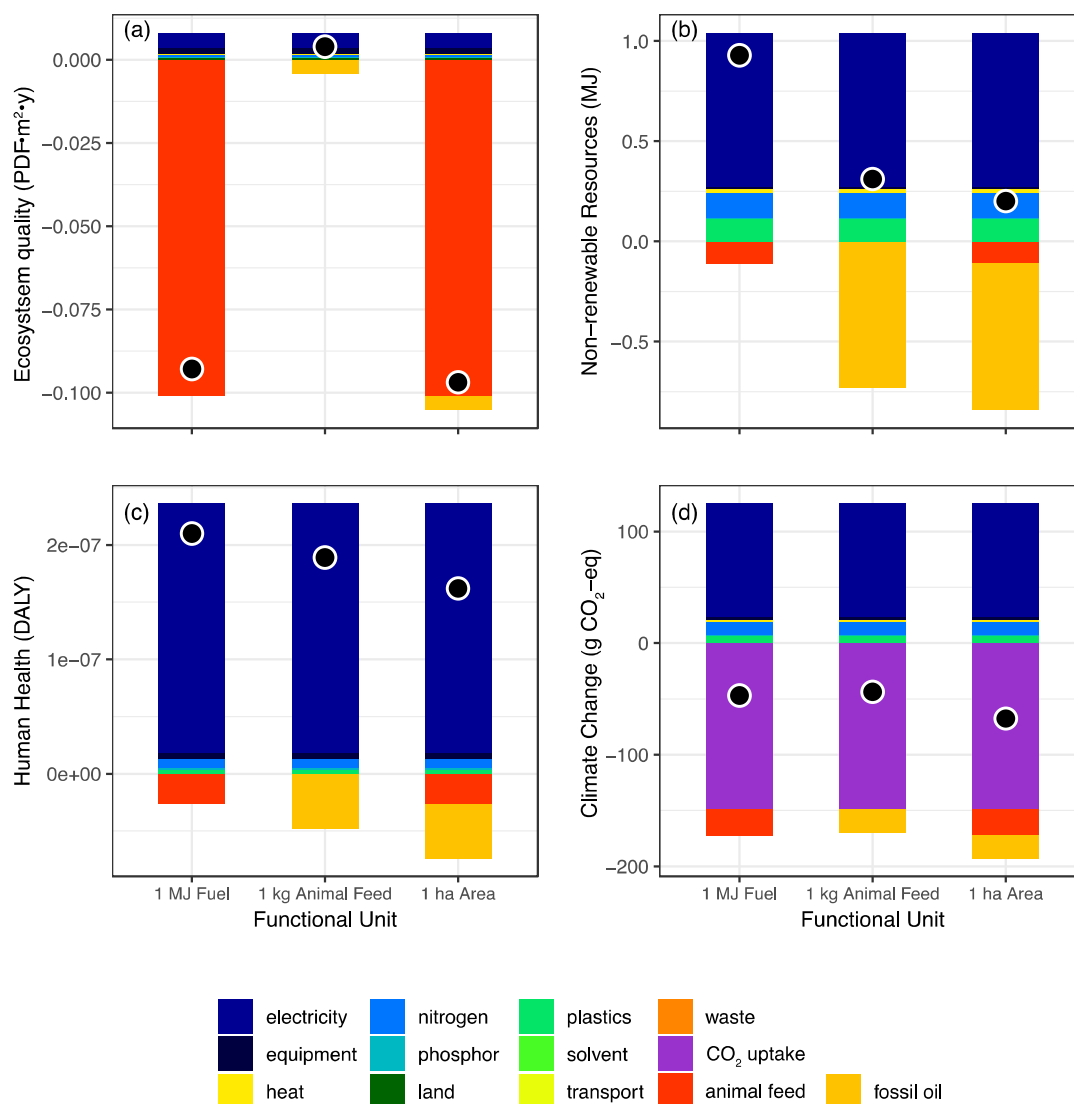 (a)
0.000
−0.025
−0.050
−0.075
−0.100
Ecosystsem quality (PDF•m²•y)
(b)
1.0
0.5
0.0
−0.5
Non−renewable Resources (MJ)
(c)
2e−07
1e−07
0e+00
Human Health (DALY)
1 MJ Fuel 1 kg Animal Feed 1 ha Area
Functional Unit
(d)
100
0
−100
−200
Climate Change (g CO₂−eq)
1 MJ Fuel 1 kg Animal Feed 1 ha Area
Functional Unit
electricity nitrogen plastics waste
equipment phosphor solvent CO₂ uptake
heat land transport animal feed fossil oil